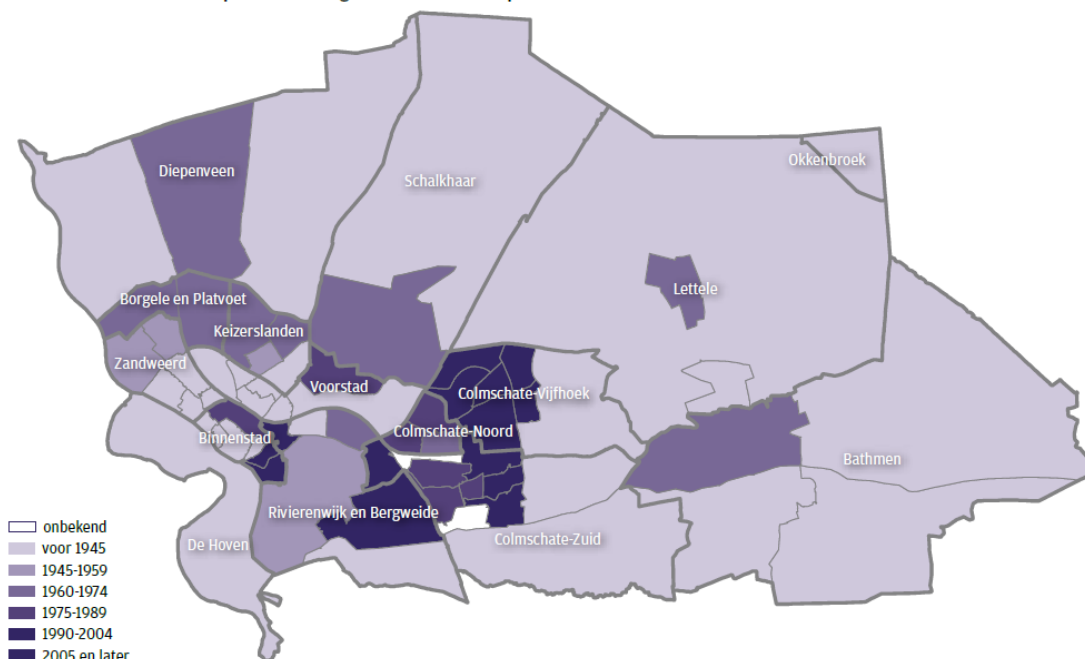 Okkenbroek
Diepenveen
Schalkhaar
Lettele
Borgele en Platvoet
Keizerslanden
Zandweerd
Voorstad
Colmschate-Vijfhoek
Colmschate-Noord
Binnenstad
Bathmen
Rivierenwijk en Bergweide
Colmschate-Zuid
De Hoven
onbekend
voor 1945
1945-1959
1960-1974
1975-1989
1990-2004
2005 en later